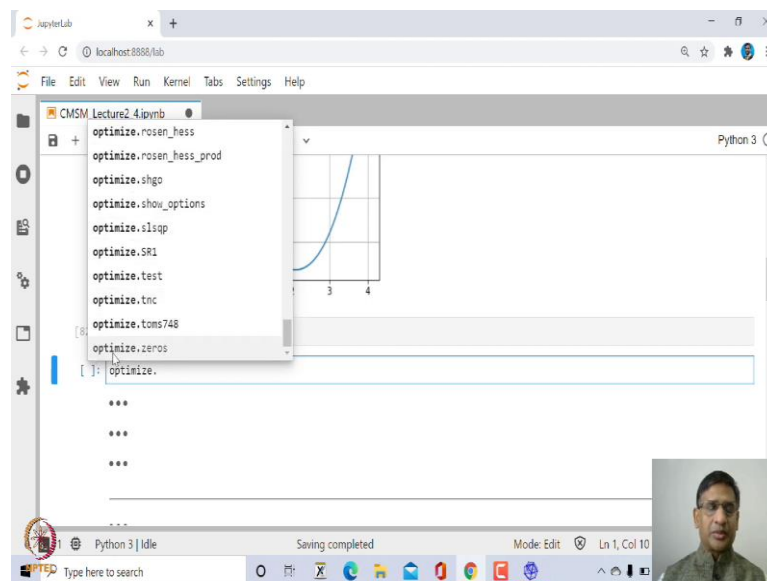 JupyterLab
localhost:8888/lab
File Edit View Run Kernel Tabs Settings Help
CMSM_Lecture2_4.ipynb
Python 3
optimize.rosen_hess
optimize.rosen_hess_prod
optimize.shgo
optimize.show_options
optimize.slsqp
optimize.SR1
optimize.test
optimize.tnc
optimize.toms748
optimize.zeros
3 4
[ ]: optimize.
1 Python 3 | Idle Saving completed Mode: Edit Ln 1, Col 10
NPTEL Type here to search